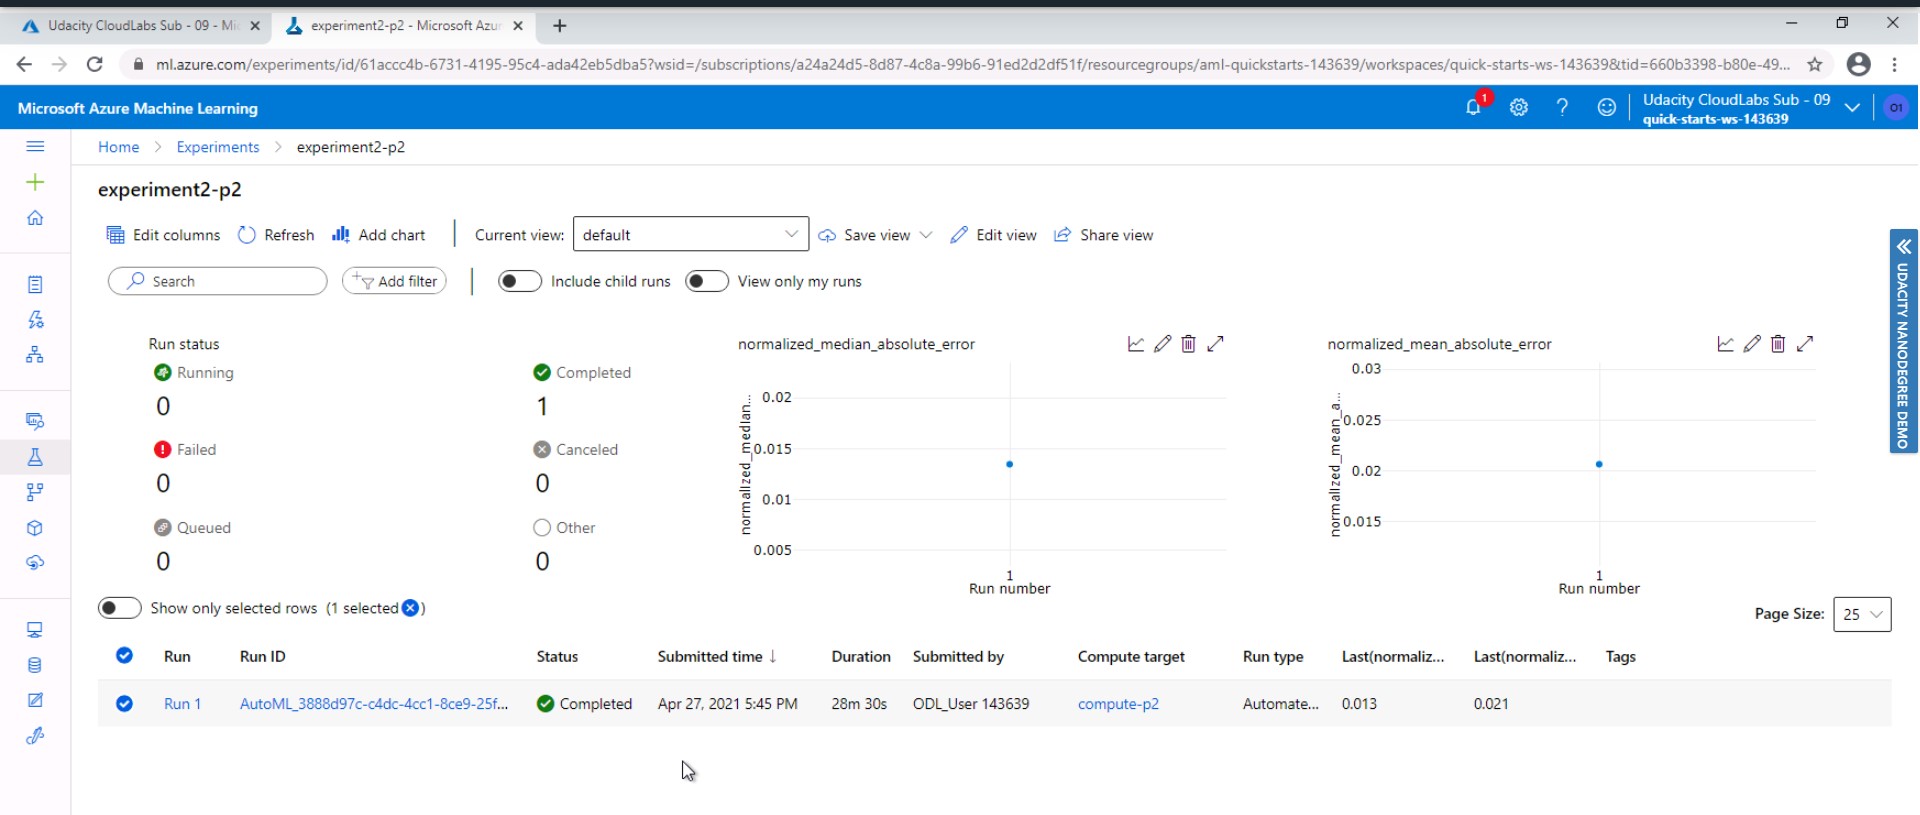 Udacity CloudLabs Sub - 09 - Mic
experiment2-p2 - Microsoft Azur
ml.azure.com/experiments/id/61accc4b-6731-4195-95c4-ada42eb5dba5?wsid=/subscriptions/a24a24d5-8d87-4c8a-99b6-91ed2d2df51f/resourcegroups/aml-quickstarts-143639/workspaces/quick-starts-ws-143639&tid=660b3398-b80e-49...
Microsoft Azure Machine Learning
1
Udacity CloudLabs Sub - 09
quick-starts-ws-143639
O1
Home > Experiments > experiment2-p2
experiment2-p2
Edit columns Refresh Add chart Current view: default Save view Edit view Share view
Search Add filter Include child runs View only my runs
UDACITY NANODEGREE DEMO
Run status
Running
0
Completed
1
Failed
0
Canceled
0
Queued
0
Other
0
normalized_median_absolute_error
normalized_median...
0.02
0.015
0.01
0.005
1
Run number
normalized_mean_absolute_error
normalized_mean_a...
0.03
0.025
0.02
0.015
1
Run number
Show only selected rows (1 selected)
Page Size: 25
Run Run ID Status Submitted time ↓ Duration Submitted by Compute target Run type Last(normaliz... Last(normaliz... Tags
Run 1 AutoML_3888d97c-c4dc-4cc1-8ce9-25f... Completed Apr 27, 2021 5:45 PM 28m 30s ODL_User 143639 compute-p2 Automate... 0.013 0.021